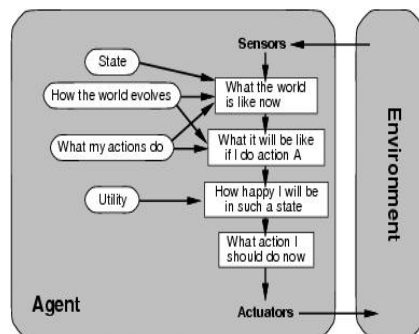 Sensors
State
How the world evolves
What the world
is like now
What my actions do
What it will be like
if I do action A
Utility
How happy I will be
in such a state
What action I
should do now
Agent
Actuators
Environment